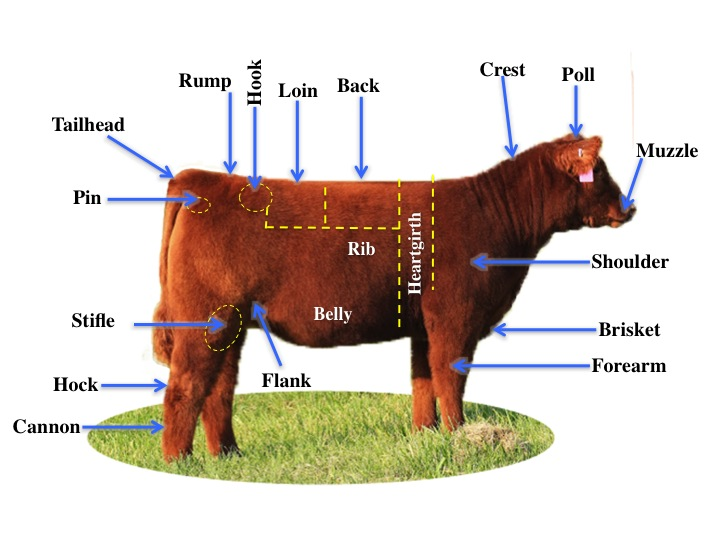 Rump
Hook
Loin
Back
Crest
Poll
Tailhead
Muzzle
Pin
Rib
Heartgirth
Shoulder
Stifle
Belly
Brisket
Hock
Flank
Forearm
Cannon